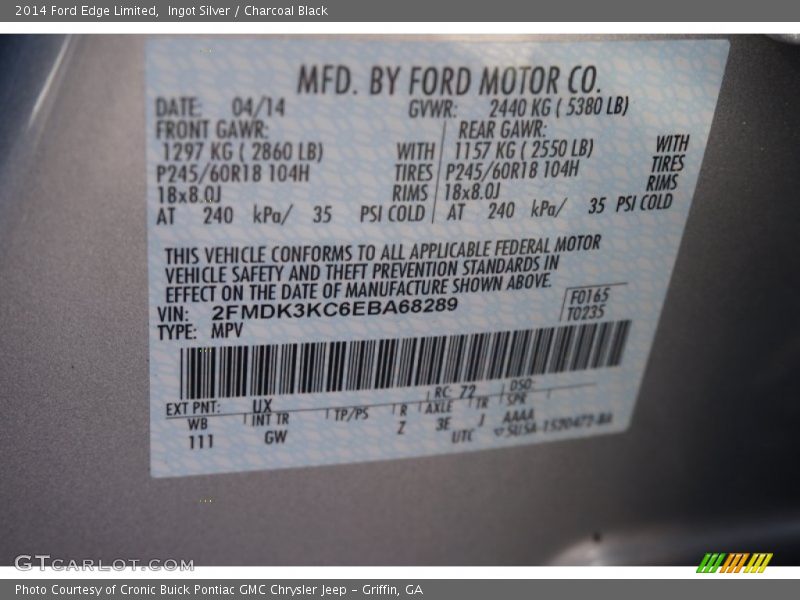 2014 Ford Edge Limited,  Ingot Silver / Charcoal Black
MFD. BY FORD MOTOR CO.
DATE: 04/14 GVWR: 2440 KG ( 5380 LB)
FRONT GAWR: REAR GAWR:
1297 KG ( 2860 LB) WITH 1157 KG ( 2550 LB) WITH
P245/60R18 104H TIRES P245/60R18 104H TIRES
18x8.0J RIMS 18x8.0J RIMS
AT 240 kPa/ 35 PSI COLD AT 240 kPa/ 35 PSI COLD
THIS VEHICLE CONFORMS TO ALL APPLICABLE FEDERAL MOTOR
VEHICLE SAFETY AND THEFT PREVENTION STANDARDS IN
EFFECT ON THE DATE OF MANUFACTURE SHOWN ABOVE.
VIN: 2FMDK3KC6EBA68289 F0165
TYPE: MPV T0235
EXT PNT: UX RC: 72 DSO:
WB INT TR TP/PS R AXLE TR SPR
111 GW Z 3E J AAAA
UTC
GTCARLOT.COM
Photo Courtesy of Cronic Buick Pontiac GMC Chrysler Jeep - Griffin, GA